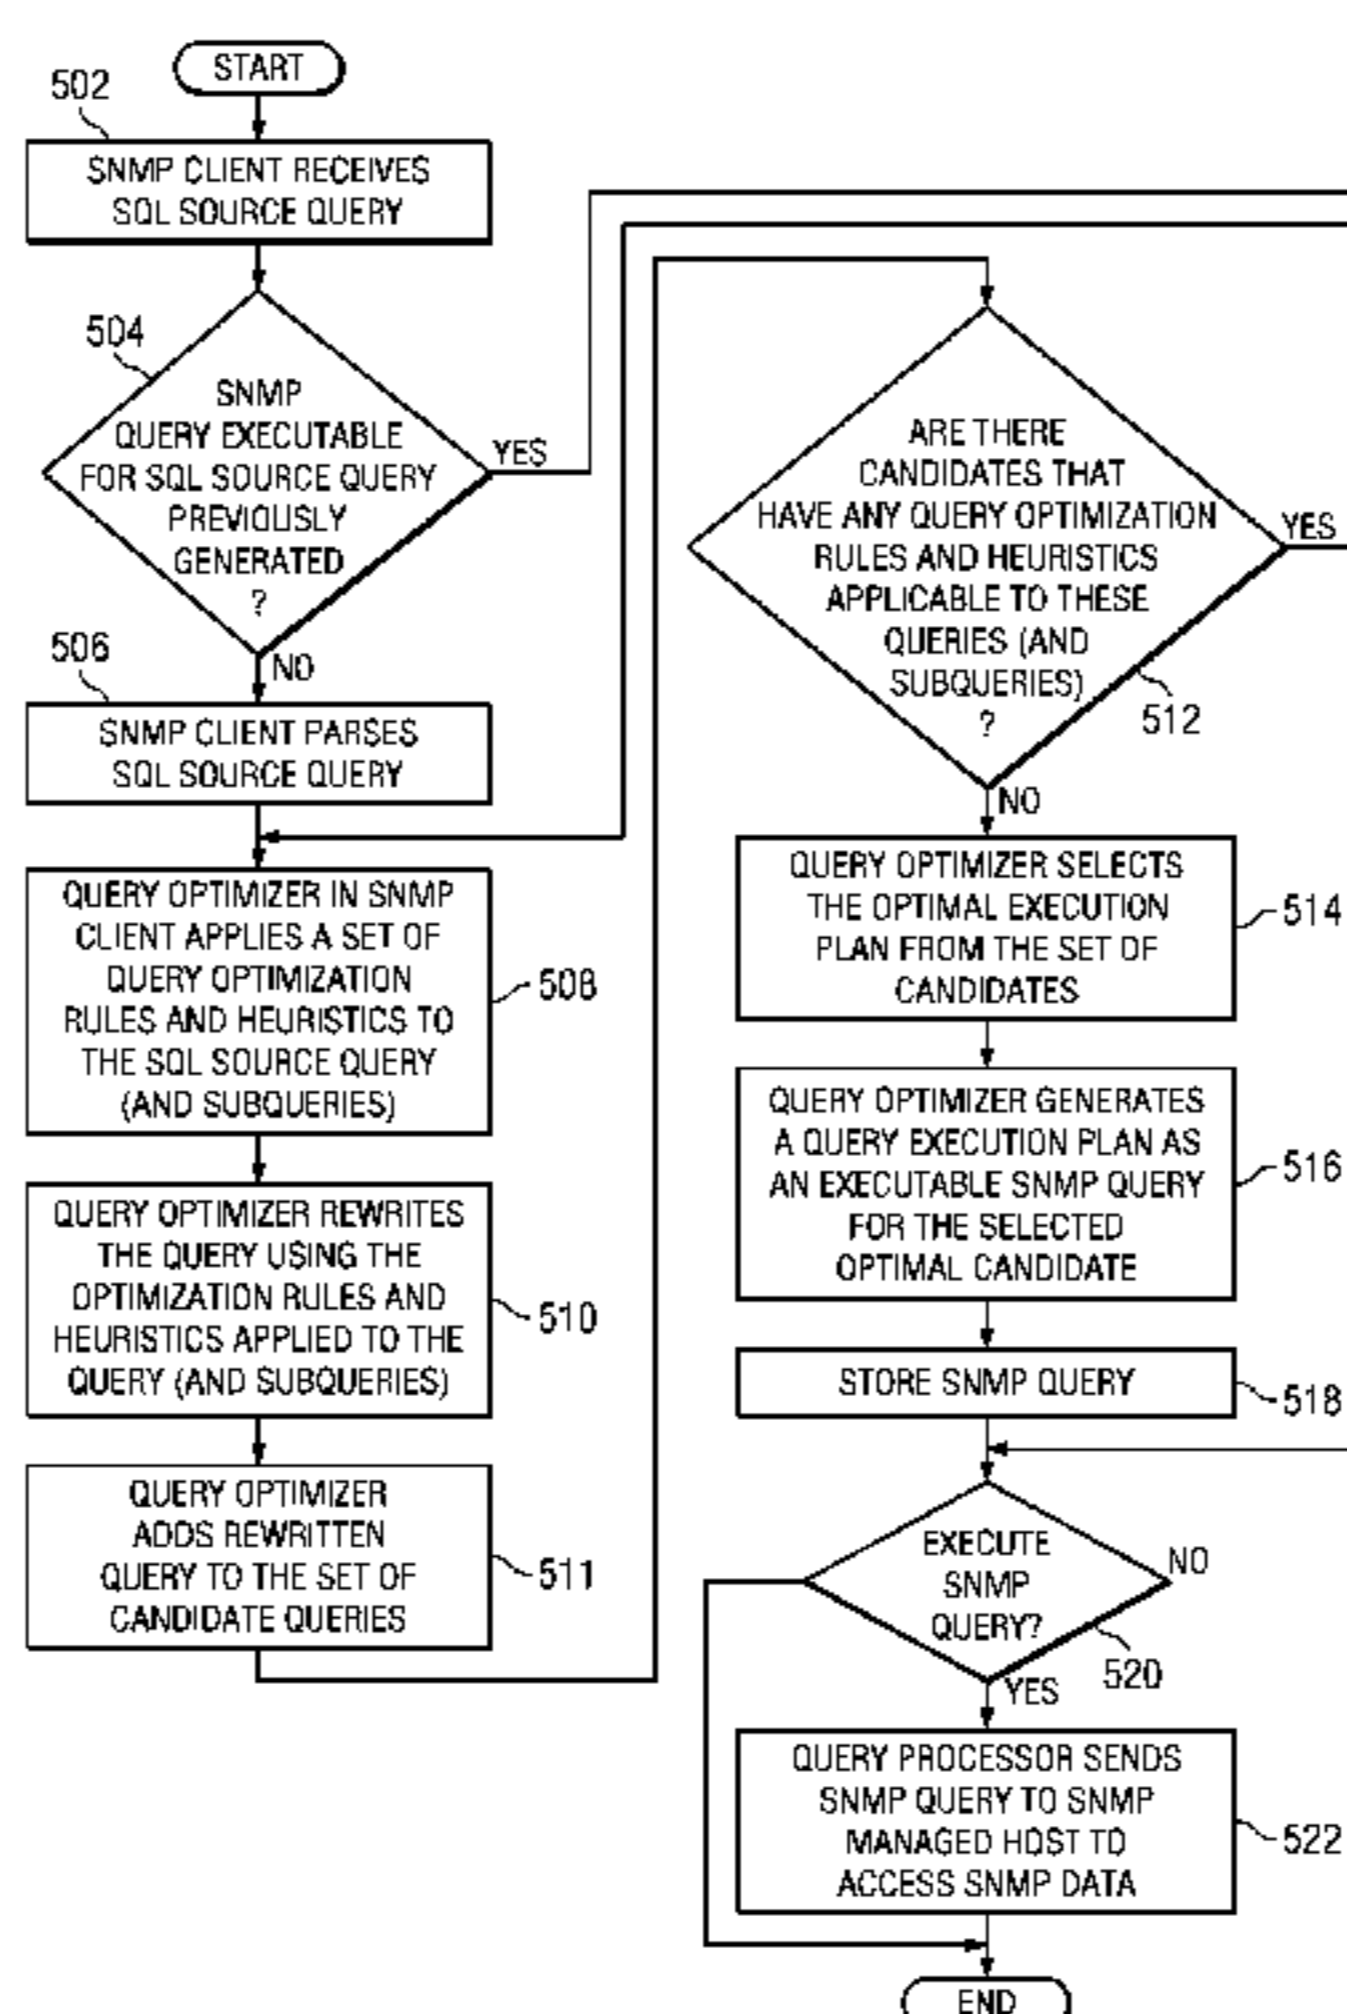 START
502
SNMP CLIENT RECEIVES
SQL SOURCE QUERY
504
SNMP
QUERY EXECUTABLE
FOR SQL SOURCE QUERY
PREVIOUSLY
GENERATED
?
YES
NO
506
SNMP CLIENT PARSES
SQL SOURCE QUERY
QUERY OPTIMIZER IN SNMP
CLIENT APPLIES A SET OF
QUERY OPTIMIZATION
RULES AND HEURISTICS TO
THE SQL SOURCE QUERY
(AND SUBQUERIES)
508
QUERY OPTIMIZER REWRITES
THE QUERY USING THE
OPTIMIZATION RULES AND
HEURISTICS APPLIED TO THE
QUERY (AND SUBQUERIES)
510
QUERY OPTIMIZER
ADDS REWRITTEN
QUERY TO THE SET OF
CANDIDATE QUERIES
511
ARE THERE
CANDIDATES THAT
HAVE ANY QUERY OPTIMIZATION
RULES AND HEURISTICS
APPLICABLE TO THESE
QUERIES (AND
SUBQUERIES)
?
YES
512
NO
QUERY OPTIMIZER SELECTS
THE OPTIMAL EXECUTION
PLAN FROM THE SET OF
CANDIDATES
514
QUERY OPTIMIZER GENERATES
A QUERY EXECUTION PLAN AS
AN EXECUTABLE SNMP QUERY
FOR THE SELECTED
OPTIMAL CANDIDATE
516
STORE SNMP QUERY
518
EXECUTE
SNMP
QUERY?
NO
520
YES
QUERY PROCESSOR SENDS
SNMP QUERY TO SNMP
MANAGED HOST TO
ACCESS SNMP DATA
522
END